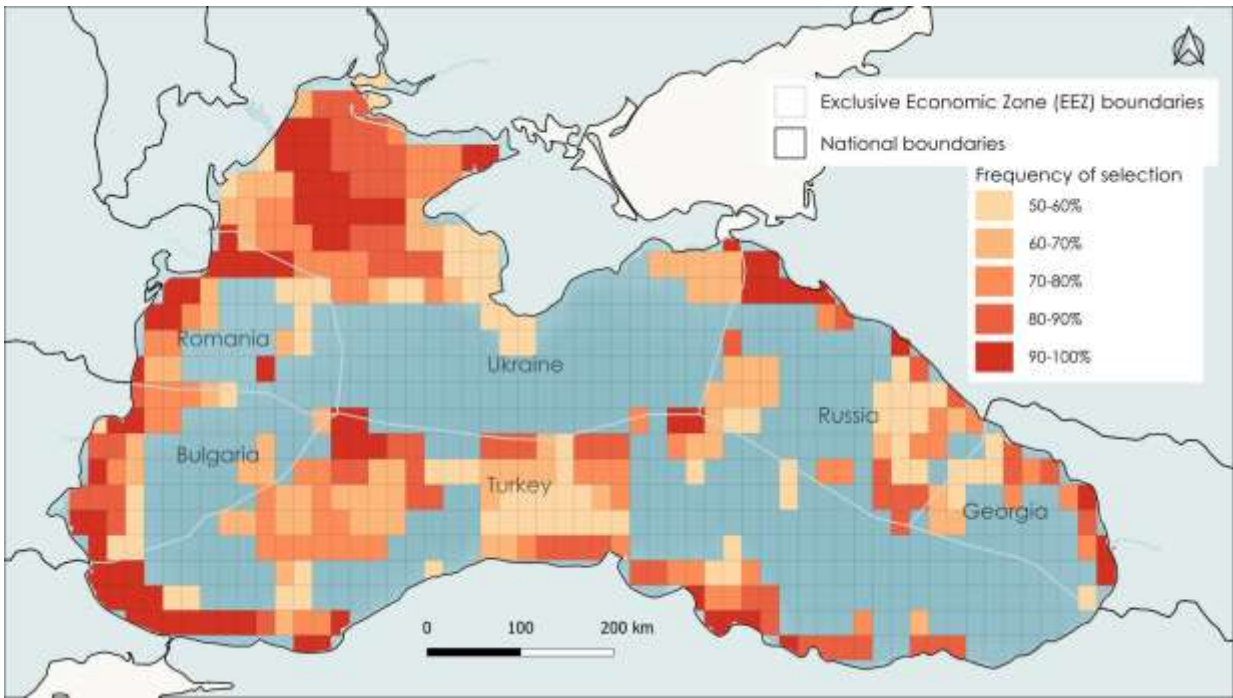 Exclusive Economic Zone (EEZ) boundaries
National boundaries
Frequency of selection
50-60%
60-70%
70-80%
80-90%
90-100%
Romania
Ukraine
Russia
Bulgaria
Turkey
Georgia
0 100 200 km